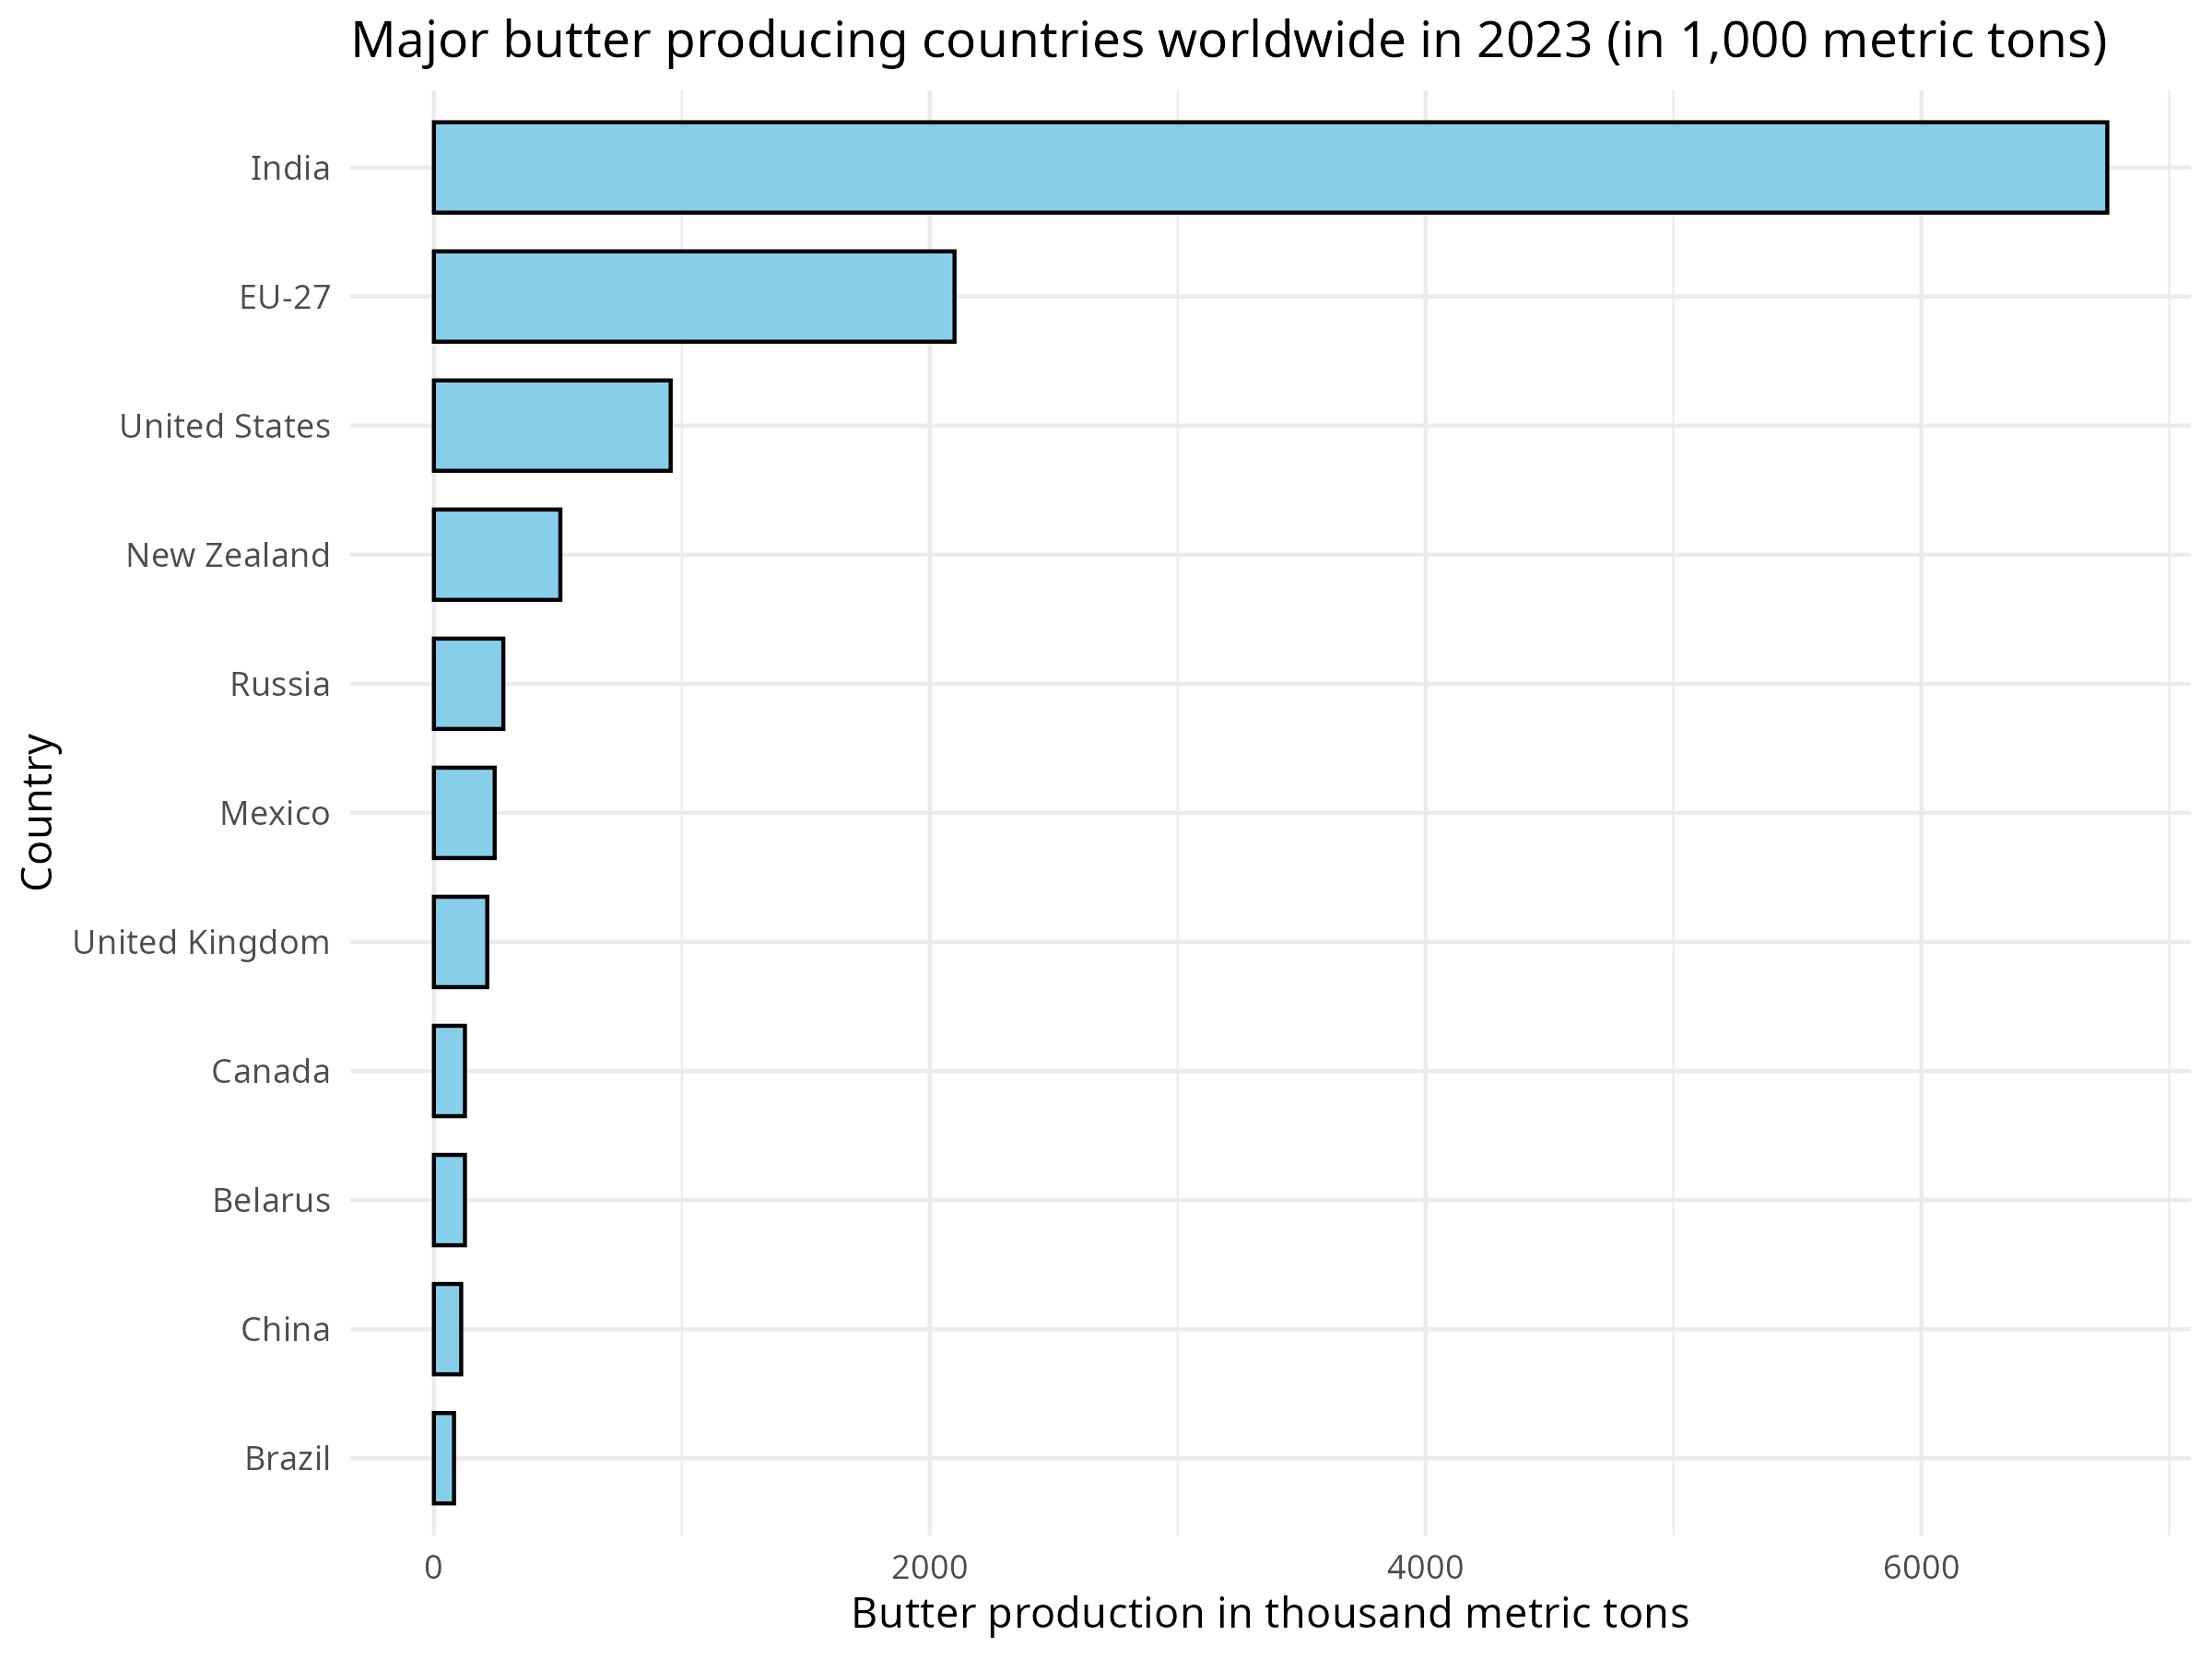 Major butter producing countries worldwide in 2023 (in 1,000 metric tons)
Country
India
EU-27
United States
New Zealand
Russia
Mexico
United Kingdom
Canada
Belarus
China
Brazil
0 2000 4000 6000
Butter production in thousand metric tons